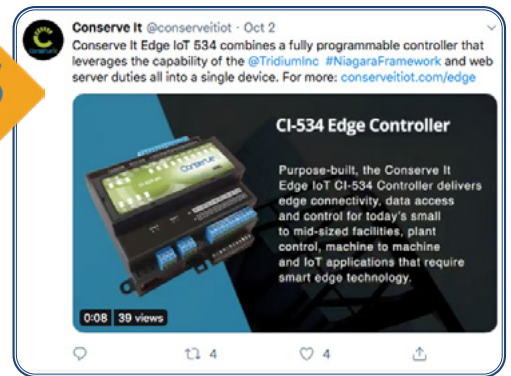 Conserve It @conserveitiot · Oct 2
Conserve It Edge IoT 534 combines a fully programmable controller that
leverages the capability of the @TridiumInc #NiagaraFramework and web
server duties all into a single device. For more: conserveitiot.com/edge
CI-534 Edge Controller
Purpose-built, the Conserve It
Edge IoT CI-534 Controller delivers
edge connectivity, data access
and control for today's small
to mid-sized facilities, plant
control, machine to machine
and IoT applications that require
smart edge technology.
Conserve
0:08 39 views
4 4